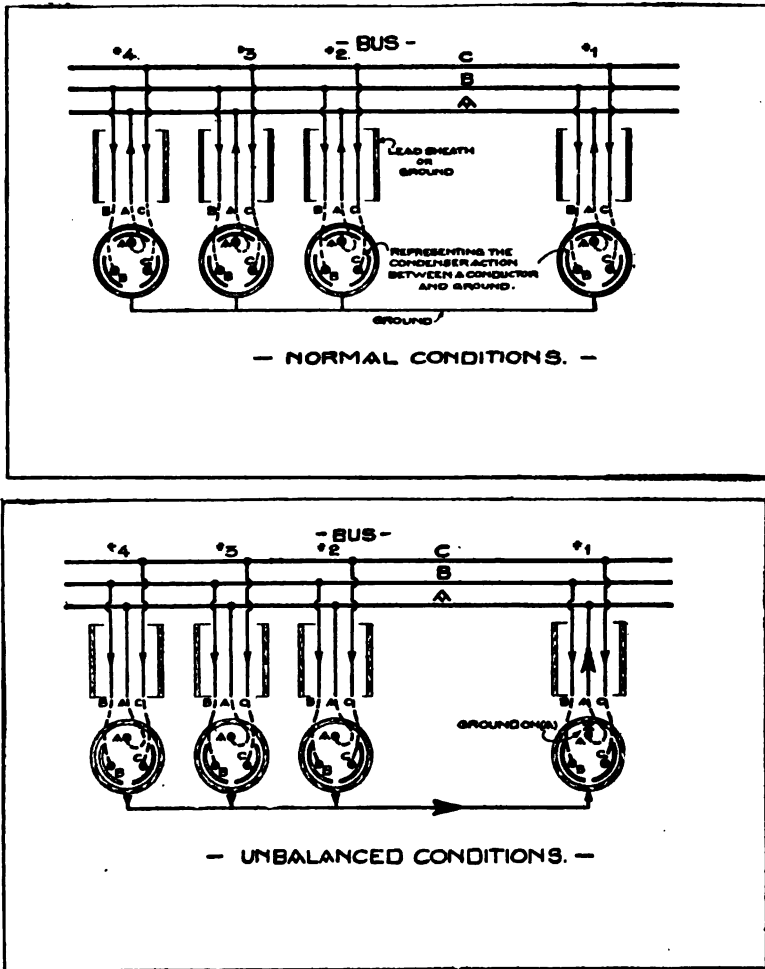 - BUS -
#4. #3 #2. C #1
B
A
LEAD SHEATH
OR
GROUND
B A C B A C B A C B A C
A A A A
REPRESENTING THE
CONDENSER ACTION
BETWEEN A CONDUCTOR
AND GROUND.
B C B C B C B C
GROUND
- NORMAL CONDITIONS. -
- BUS -
#4 #3 #2 C #1
B
A
B A C B A C B A C B A C
GROUND ON (A)
A A A A
B C B C B C B C
- UNBALANCED CONDITIONS. -